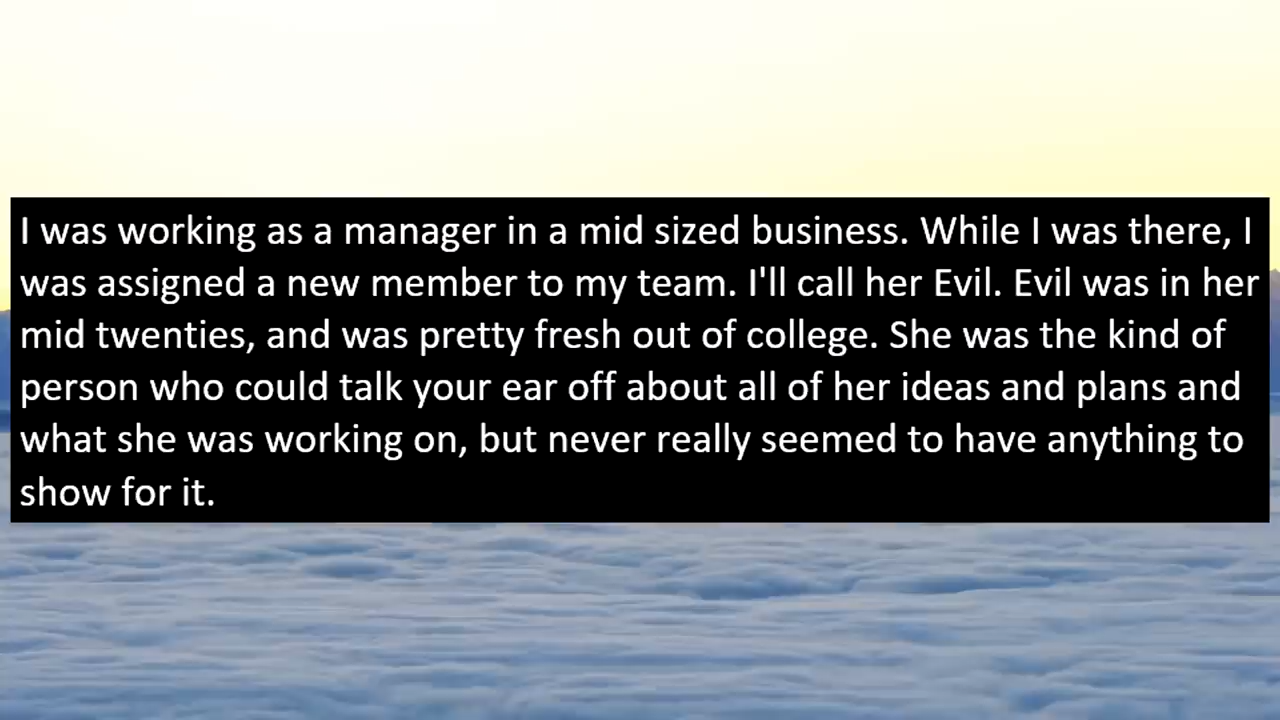 I was working as a manager in a mid sized business. While I was there, I
was assigned a new member to my team. I'll call her Evil. Evil was in her
mid twenties, and was pretty fresh out of college. She was the kind of
person who could talk your ear off about all of her ideas and plans and
what she was working on, but never really seemed to have anything to
show for it.